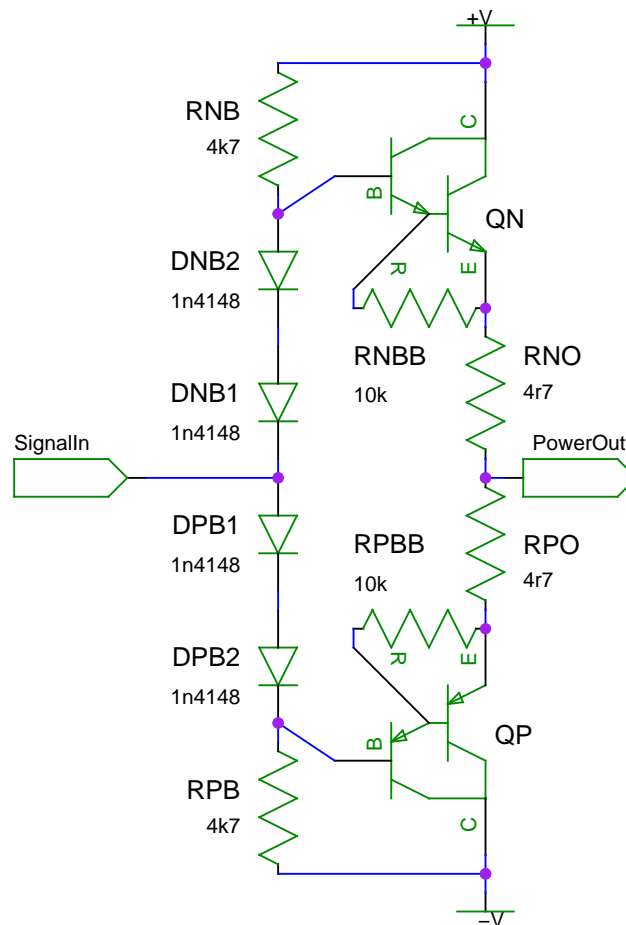 +V
RNB
4k7
C
B
QN
DNB2
1n4148
R
E
RNBB
10k
RNO
4r7
DNB1
1n4148
SignalIn
PowerOut
DPB1
1n4148
RPBB
10k
RPO
4r7
DPB2
1n4148
R
E
B
QP
RPB
4k7
C
−V